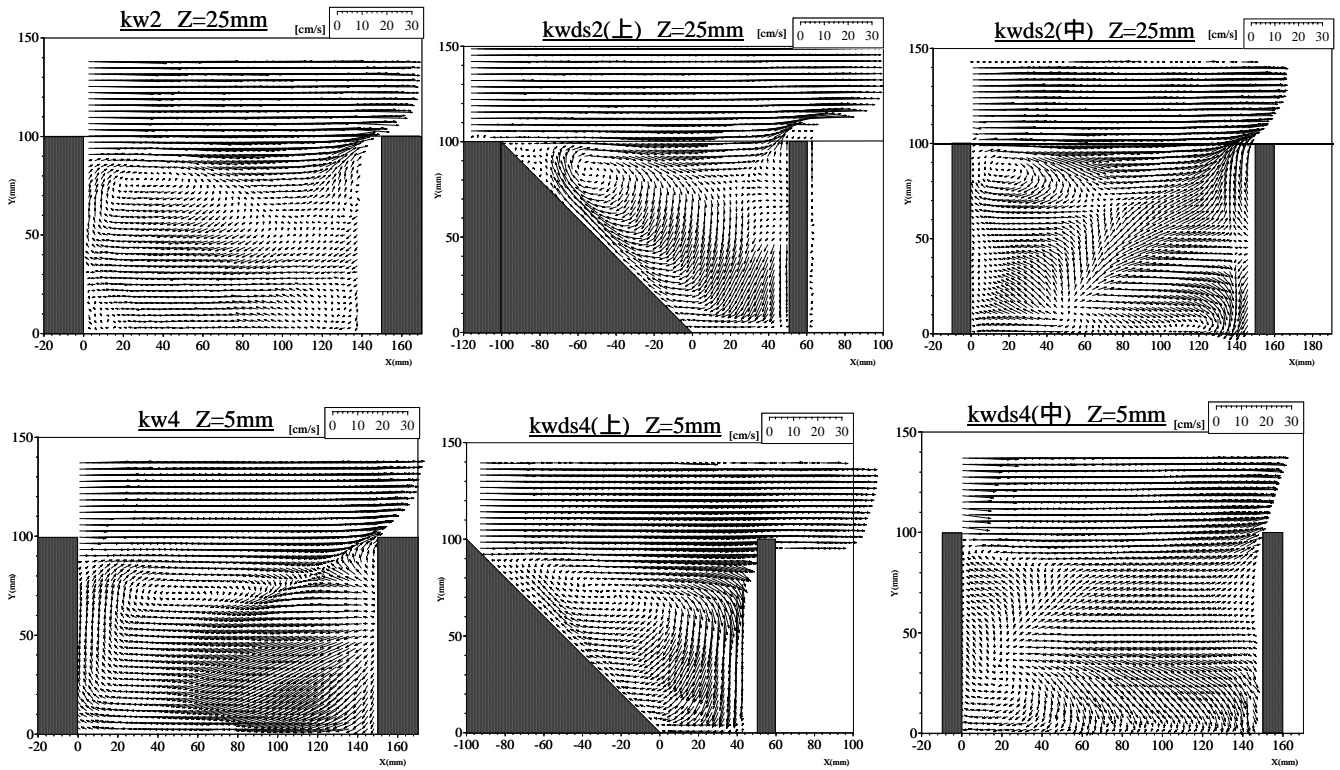 kw2 Z=25mm
[cm/s]
0 10 20 30
150
100
50
0
Y(mm)
-20 0 20 40 60 80 100 120 140 160
X(mm)
kwds2(上) Z=25mm
[cm/s]
0 10 20 30
150
100
50
0
Y(mm)
-120 -100 -80 -60 -40 -20 0 20 40 60 80 100
X(mm)
kwds2(中) Z=25mm
[cm/s]
0 10 20 30
150
100
50
0
Y(mm)
-20 0 20 40 60 80 100 120 140 160 180
X(mm)
kw4 Z=5mm
[cm/s]
0 10 20 30
150
100
50
0
Y(mm)
-20 0 20 40 60 80 100 120 140 160
X(mm)
kwds4(上) Z=5mm
[cm/s]
0 10 20 30
150
100
50
0
Y(mm)
-100 -80 -60 -40 -20 0 20 40 60 80 100
X(mm)
kwds4(中) Z=5mm
[cm/s]
0 10 20 30
150
100
50
0
Y(mm)
-20 0 20 40 60 80 100 120 140 160
X(mm)